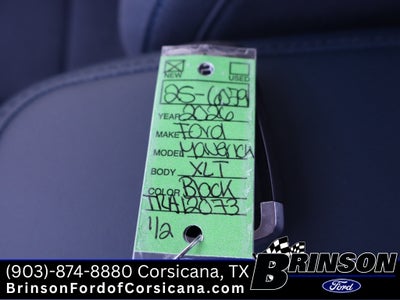 NEW USED
25-6079
YEAR 2026
MAKE Ford
MODEL Maverick
BODY XLT
COLOR Black
TRA12073
1/2
(903)-874-8880 Corsicana, TX
BrinsonFordofCorsicana.com
BRINSON
Ford